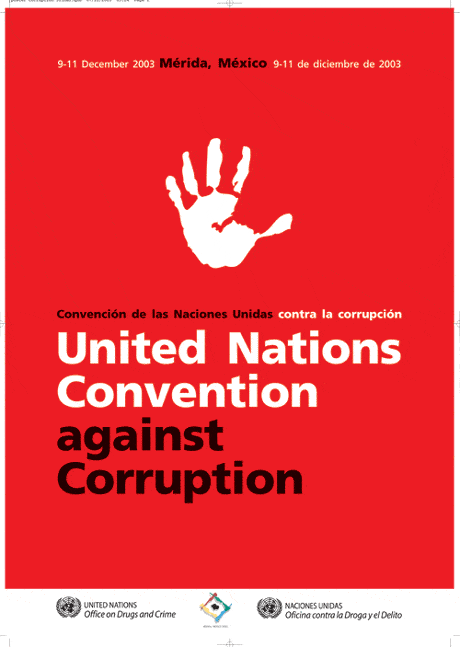 9-11 December 2003 Mérida, México 9-11 de diciembre de 2003
Convención de las Naciones Unidas contra la corrupción
United Nations
Convention
against
Corruption
UNITED NATIONS
Office on Drugs and Crime
NACIONES UNIDAS
Oficina contra la Droga y el Delito